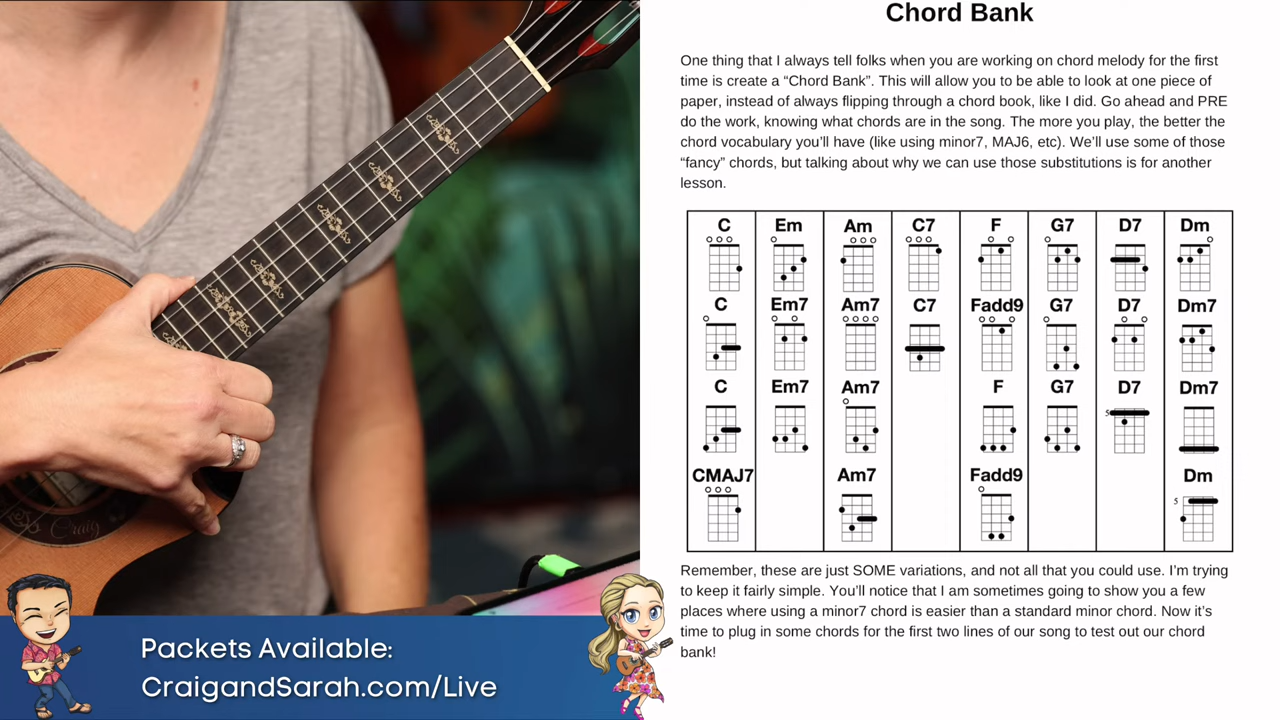 Chord Bank
One thing that I always tell folks when you are working on chord melody for the first
time is create a “Chord Bank”. This will allow you to be able to look at one piece of
paper, instead of always flipping through a chord book, like I did. Go ahead and PRE
do the work, knowing what chords are in the song. The more you play, the better the
chord vocabulary you’ll have (like using minor7, MAJ6, etc). We’ll use some of those
“fancy” chords, but talking about why we can use those substitutions is for another
lesson.
C Em Am C7 F G7 D7 Dm
C Em7 Am7 C7 Fadd9 G7 D7 Dm7
C Em7 Am7 F G7 D7 Dm7
5
CMAJ7 Am7 Fadd9 Dm
5
Remember, these are just SOME variations, and not all that you could use. I’m trying
to keep it fairly simple. You’ll notice that I am sometimes going to show you a few
places where using a minor7 chord is easier than a standard minor chord. Now it’s
time to plug in some chords for the first two lines of our song to test out our chord
bank!
Craig
Packets Available:
CraigandSarah.com/Live